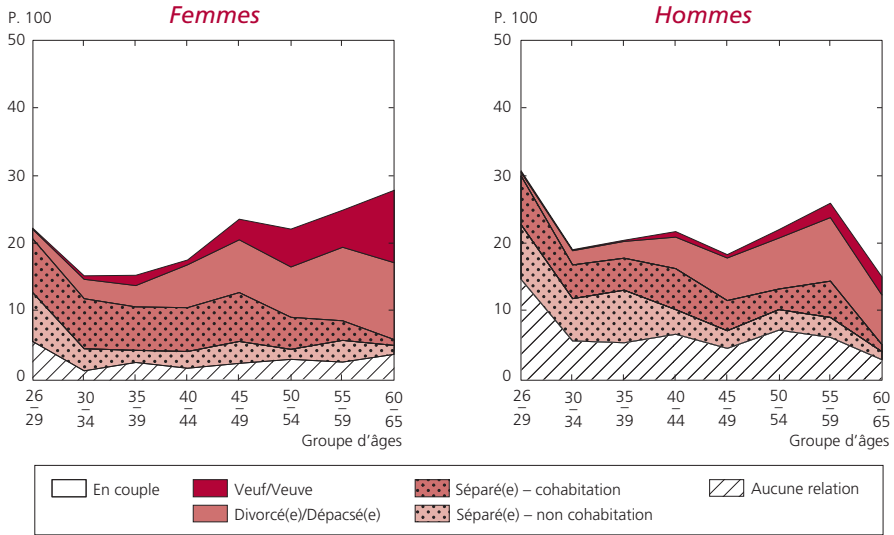 Femmes
P. 100
50
40
30
20
10
0
26 – 29
30 – 34
35 – 39
40 – 44
45 – 49
50 – 54
55 – 59
60 – 65
Groupe d'âges
Hommes
P. 100
50
40
30
20
10
0
26 – 29
30 – 34
35 – 39
40 – 44
45 – 49
50 – 54
55 – 59
60 – 65
Groupe d'âges
En couple
Veuf/Veuve
Séparé(e) – cohabitation
Aucune relation
Divorcé(e)/Dépacsé(e)
Séparé(e) – non cohabitation